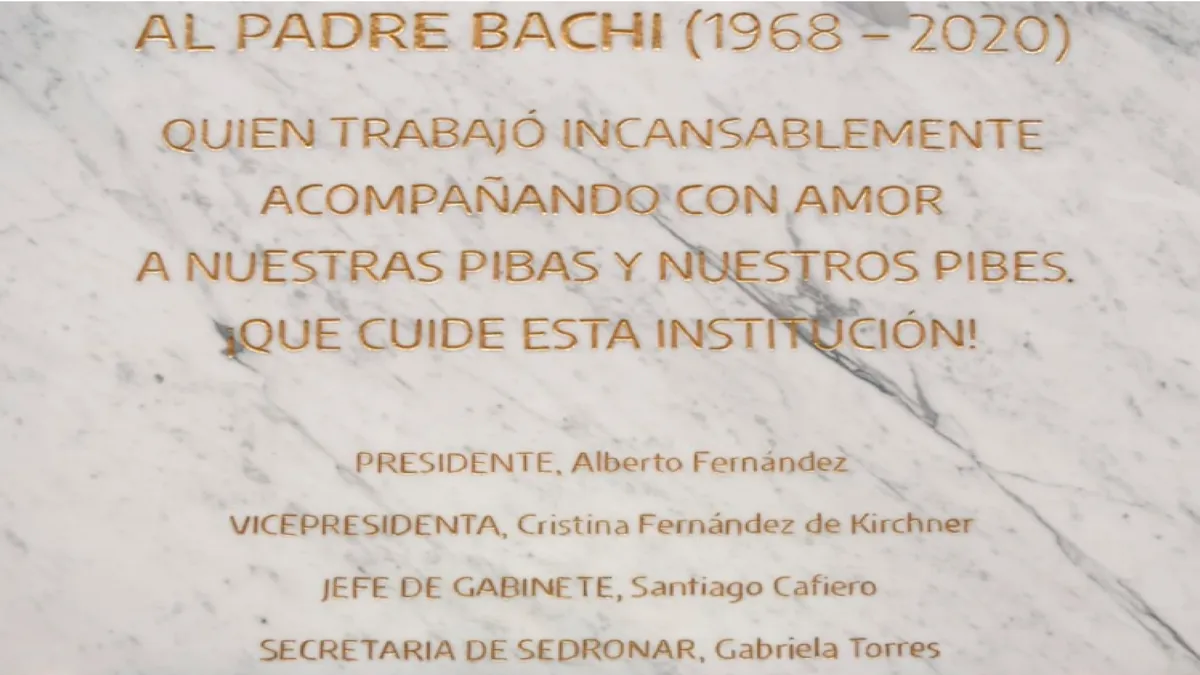 AL PADRE BACHI (1968 – 2020)
QUIEN TRABAJÓ INCANSABLEMENTE
ACOMPAÑANDO CON AMOR
A NUESTRAS PIBAS Y NUESTROS PIBES.
¡QUE CUIDE ESTA INSTITUCIÓN!
PRESIDENTE, Alberto Fernández
VICEPRESIDENTA, Cristina Fernández de Kirchner
JEFE DE GABINETE, Santiago Cafiero
SECRETARIA DE SEDRONAR, Gabriela Torres